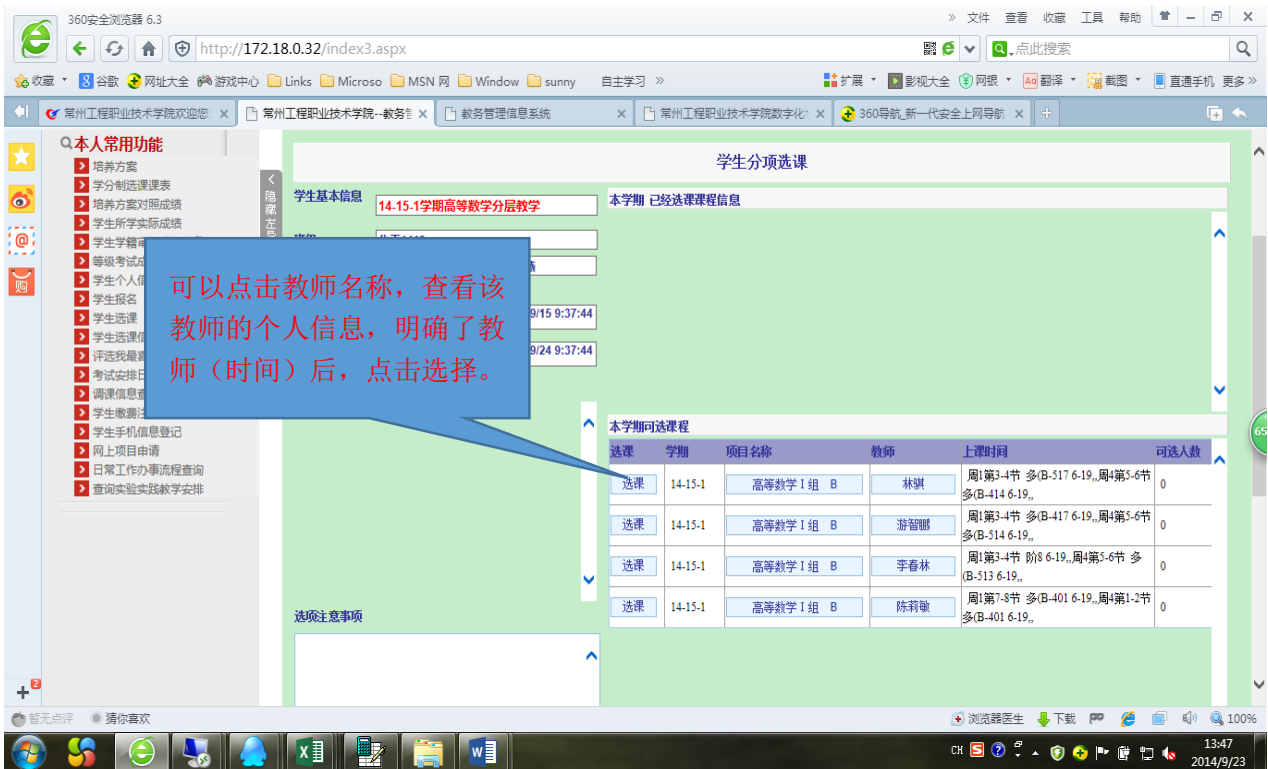 360安全浏览器 6.3
» 文件 查看 收藏 工具 帮助
http://172.18.0.32/index3.aspx
点此搜索
收藏 谷歌 网址大全 游戏中心 Links Microso MSN 网 Window sunny 自主学习 »
扩展 影视大全 网银 翻译 截图 直通手机 更多 »
常州工程职业技术学院欢迎您 常州工程职业技术学院--教务 教务管理信息系统 常州工程职业技术学院数字化 360导航_新一代安全上网导航
本人常用功能
培养方案
学分制选课课表
培养方案对照成绩
学生所学实际成绩
学生学籍
等级考试成
学生个人信
学生报名
学生选课
学生选课信
评选我最喜
考试安排日
调课信息查
学生缴费注
学生手机信息登记
网上项目申请
日常工作办事流程查询
查询实验实践教学安排
隐藏左
学生分项选课
学生基本信息
14-15-1学期高等数学分层教学
9/15 9:37:44
9/24 9:37:44
可以点击教师名称，查看该
教师的个人信息，明确了教
师（时间）后，点击选择。
选项注意事项
本学期 已经选课课程信息
本学期可选课程
选课 学期 项目名称 教师 上课时间 可选人数
选课 14-15-1 高等数学 I 组 B 林骥 周1第3-4节 多(B-517 6-19,,周4第5-6节 0
多(B-414 6-19,,
选课 14-15-1 高等数学 I 组 B 游智鹏 周1第3-4节 多(B-417 6-19,,周4第5-6节 0
多(B-514 6-19,,
选课 14-15-1 高等数学 I 组 B 李春林 周1第3-4节 阶8 6-19,,周4第5-6节 多 0
(B-513 6-19,,
选课 14-15-1 高等数学 I 组 B 陈莉敏 周1第7-8节 多(B-401 6-19,,周4第1-2节 0
多(B-401 6-19,,
65
2
暂无点评 猜你喜欢
浏览器医生 下载 100%
CH
13:47
2014/9/23